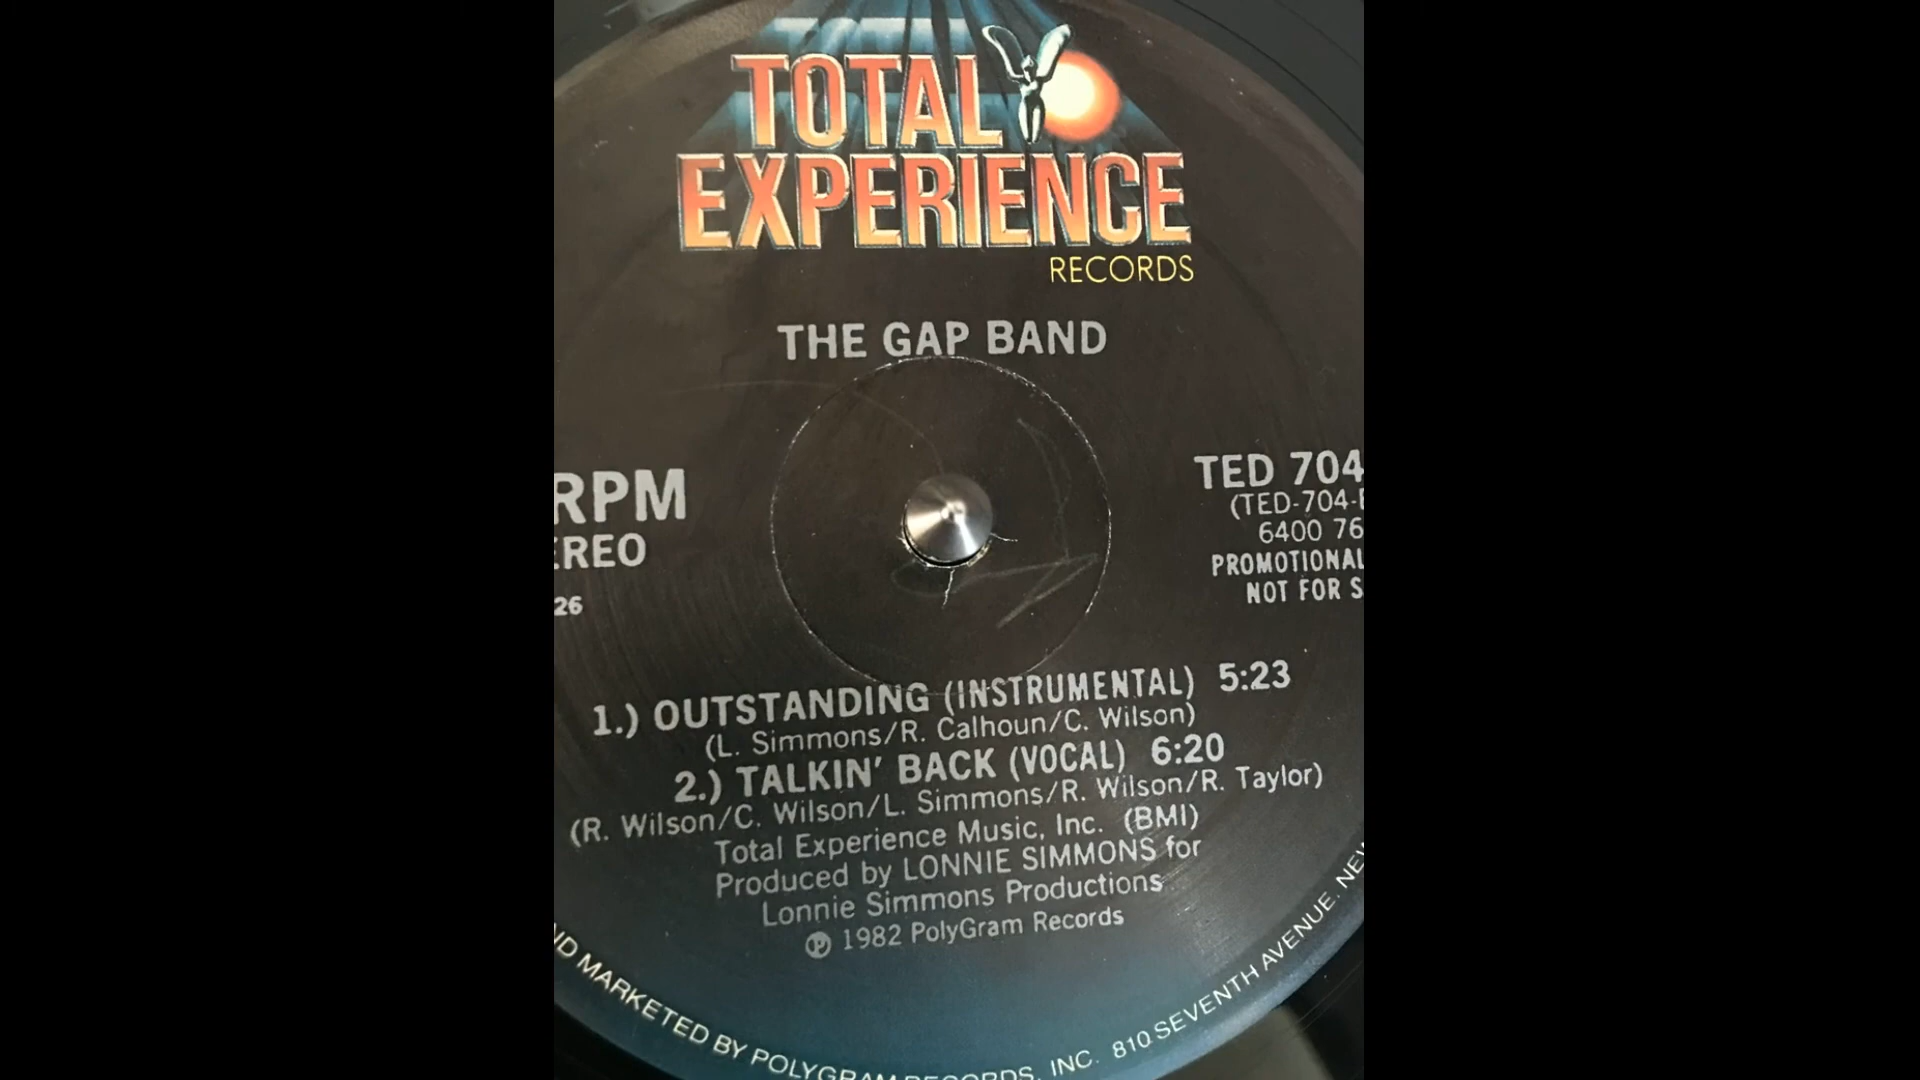 TOTAL
EXPERIENCE
RECORDS
THE GAP BAND
RPM
EREO
26
TED 704
(TED-704-
6400 76
PROMOTIONAL
NOT FOR S
1.) OUTSTANDING (INSTRUMENTAL) 5:23
(L. Simmons/R. Calhoun/C. Wilson)
2.) TALKIN' BACK (VOCAL) 6:20
(R. Wilson/C. Wilson/L. Simmons/R. Wilson/R. Taylor)
Total Experience Music, Inc. (BMI)
Produced by LONNIE SIMMONS for
Lonnie Simmons Productions
℗ 1982 PolyGram Records
ND MARKETED BY POLYGRAM RECORDS, INC. 810 SEVENTH AVENUE, NEW